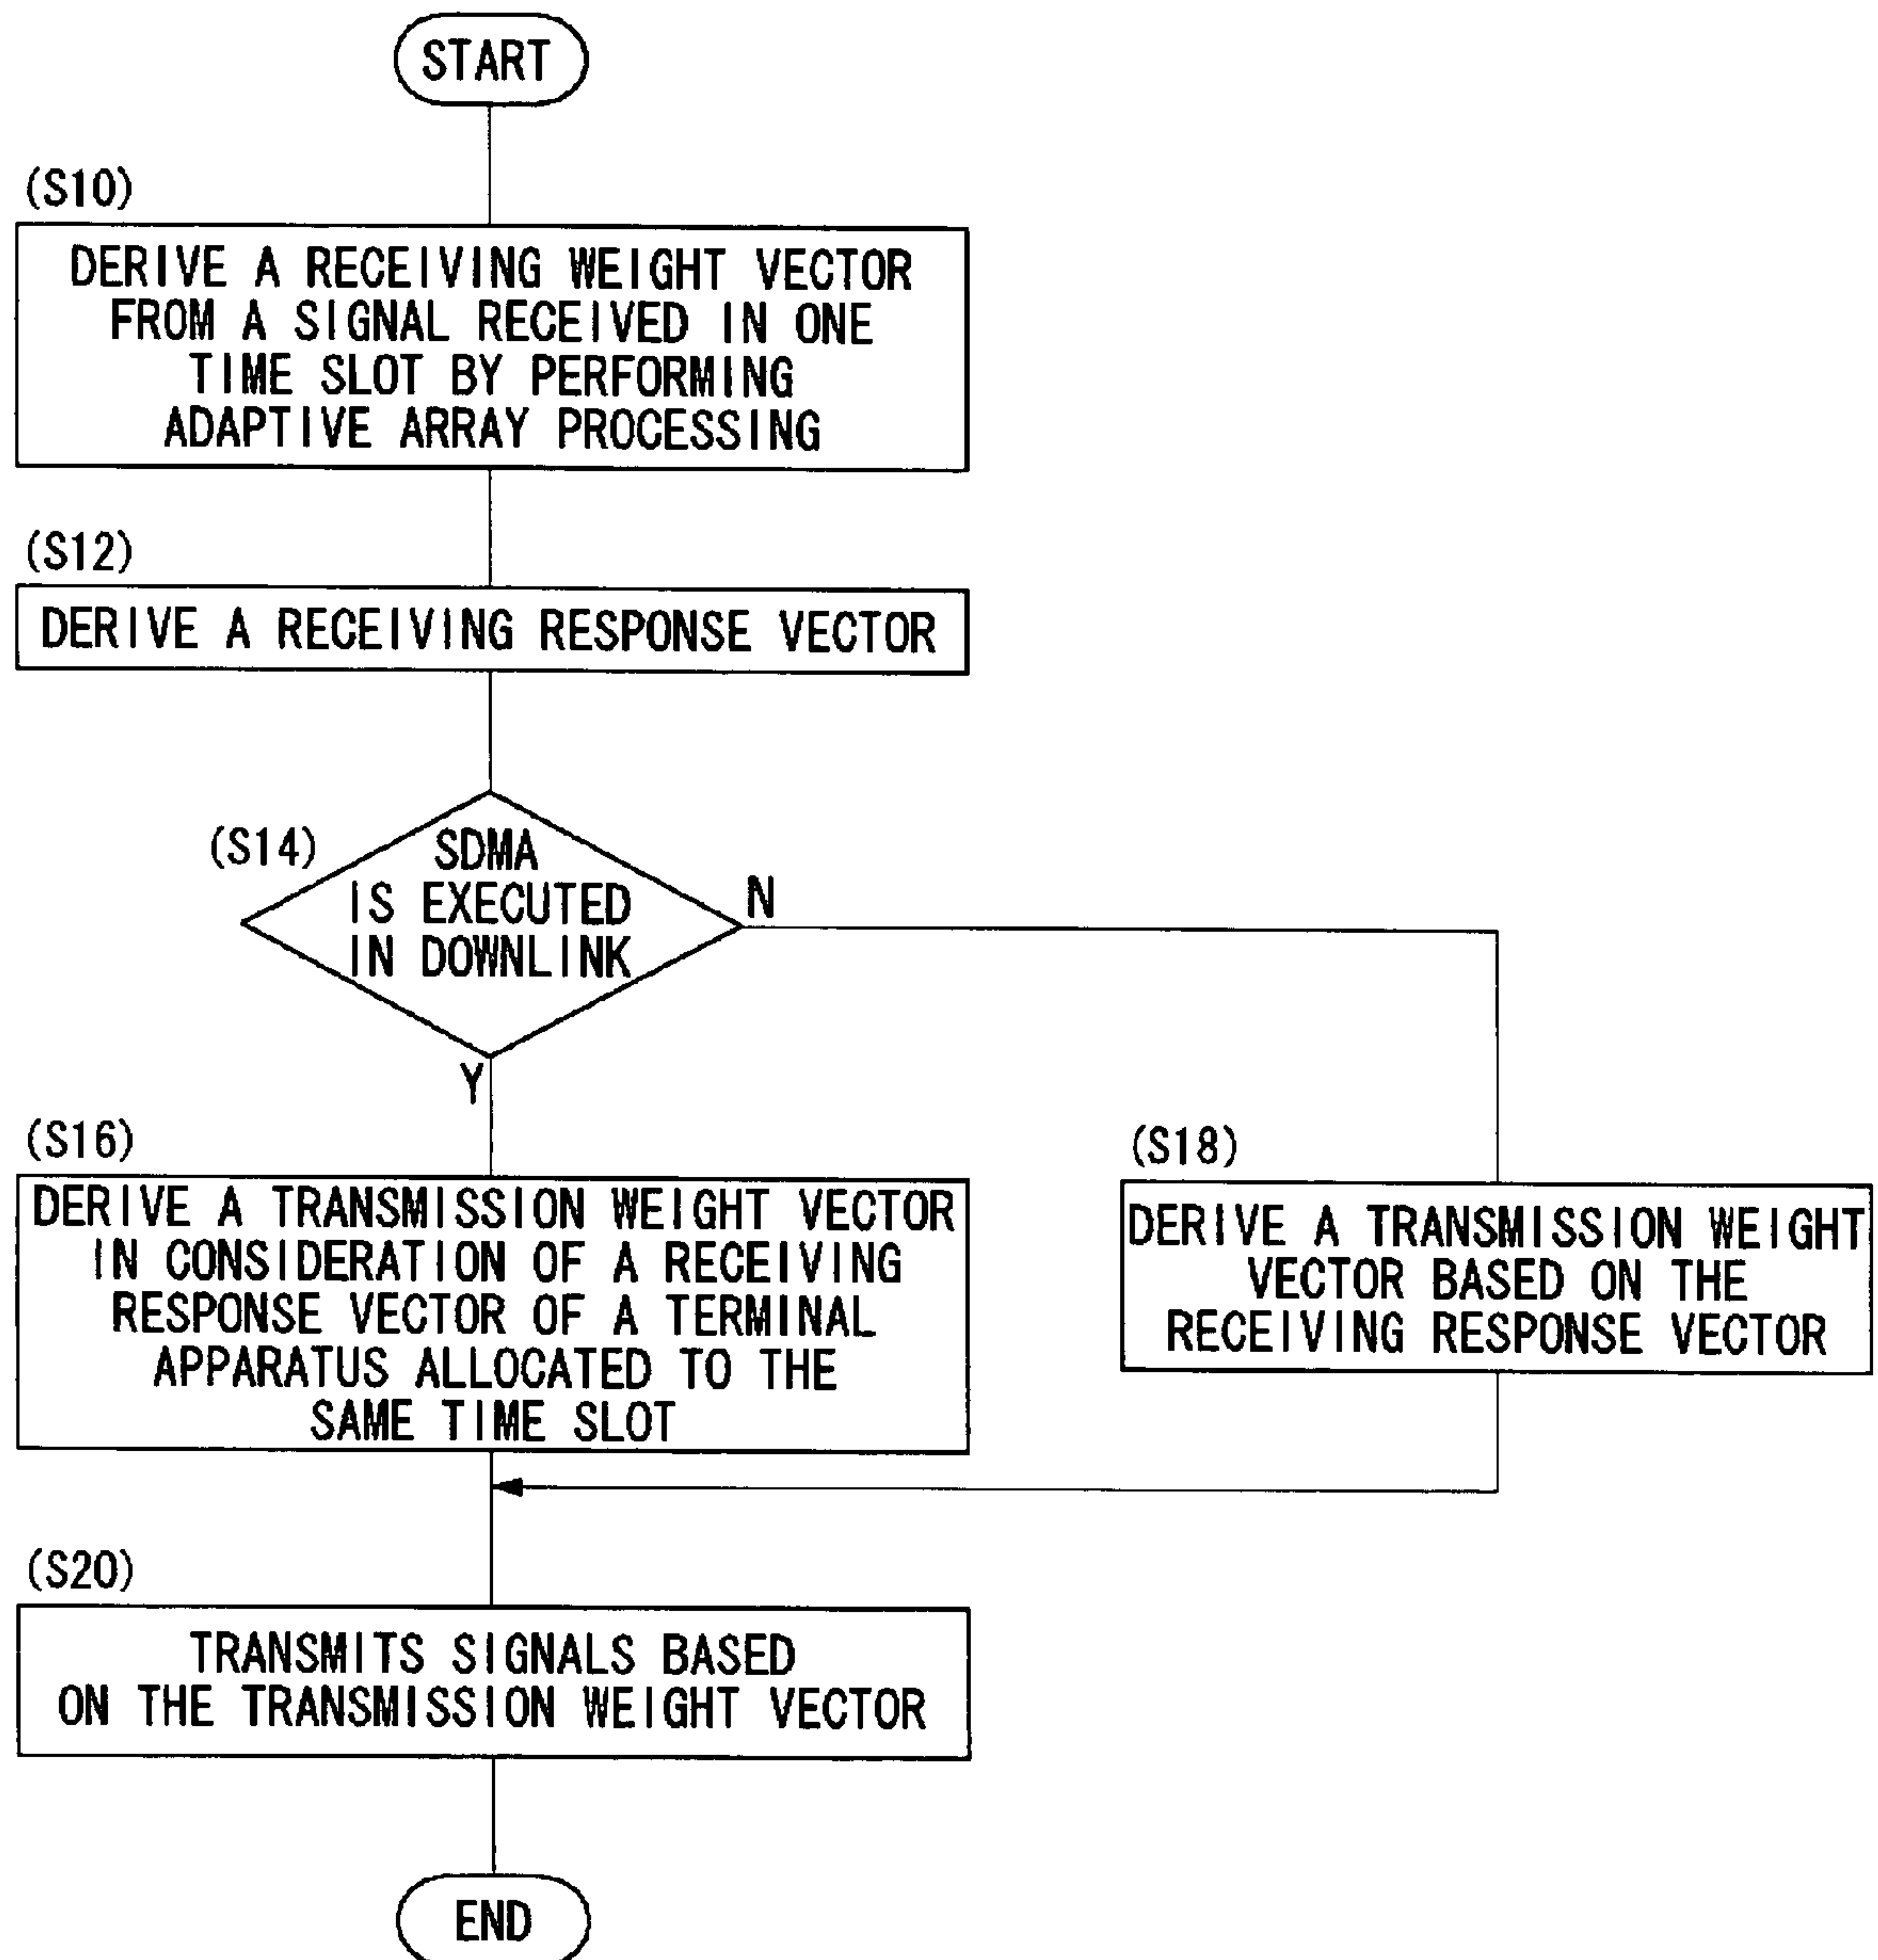 START
(S10)
DERIVE A RECEIVING WEIGHT VECTOR
FROM A SIGNAL RECEIVED IN ONE
TIME SLOT BY PERFORMING
ADAPTIVE ARRAY PROCESSING
(S12)
DERIVE A RECEIVING RESPONSE VECTOR
(S14)
SDMA
IS EXECUTED
IN DOWNLINK
N
Y
(S16)
DERIVE A TRANSMISSION WEIGHT VECTOR
IN CONSIDERATION OF A RECEIVING
RESPONSE VECTOR OF A TERMINAL
APPARATUS ALLOCATED TO THE
SAME TIME SLOT
(S18)
DERIVE A TRANSMISSION WEIGHT
VECTOR BASED ON THE
RECEIVING RESPONSE VECTOR
(S20)
TRANSMITS SIGNALS BASED
ON THE TRANSMISSION WEIGHT VECTOR
END